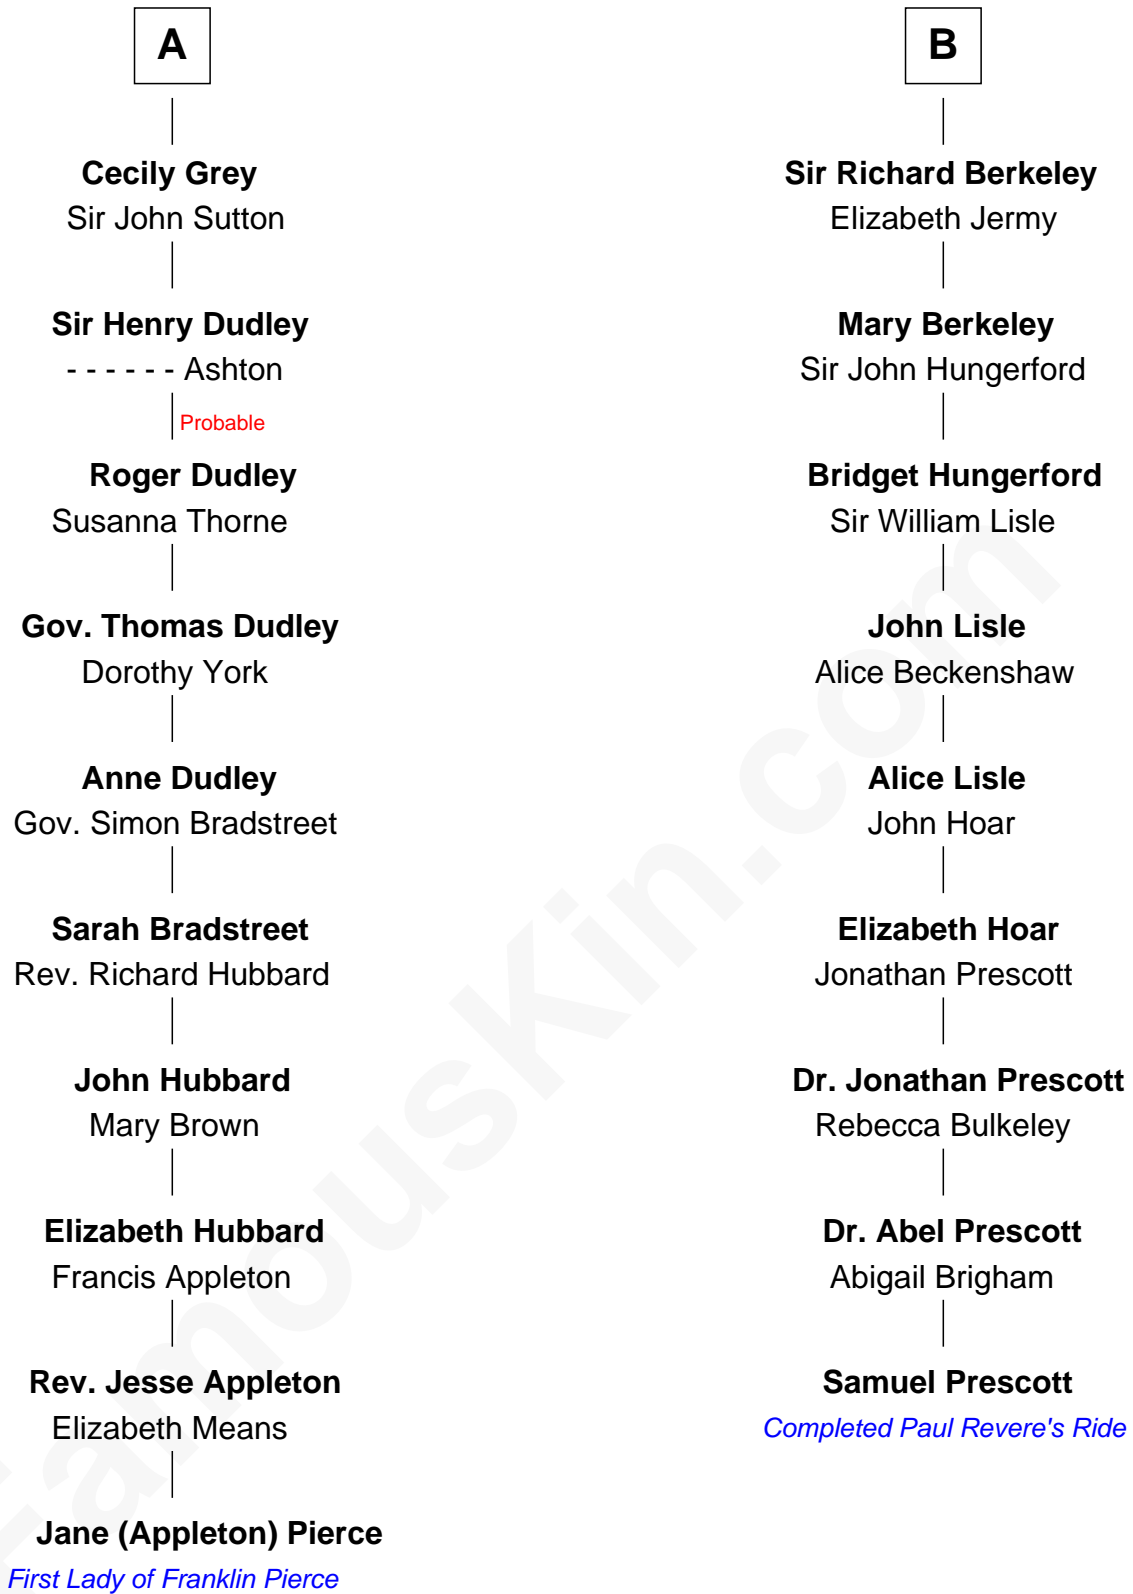 A
Cecily Grey
Sir John Sutton
Sir Henry Dudley
- - - - - - Ashton
Probable
Roger Dudley
Susanna Thorne
Gov. Thomas Dudley
Dorothy York
Anne Dudley
Gov. Simon Bradstreet
Sarah Bradstreet
Rev. Richard Hubbard
John Hubbard
Mary Brown
Elizabeth Hubbard
Francis Appleton
Rev. Jesse Appleton
Elizabeth Means
Jane (Appleton) Pierce
First Lady of Franklin Pierce
B
Sir Richard Berkeley
Elizabeth Jermy
Mary Berkeley
Sir John Hungerford
Bridget Hungerford
Sir William Lisle
John Lisle
Alice Beckenshaw
Alice Lisle
John Hoar
Elizabeth Hoar
Jonathan Prescott
Dr. Jonathan Prescott
Rebecca Bulkeley
Dr. Abel Prescott
Abigail Brigham
Samuel Prescott
Completed Paul Revere's Ride
FamousKin.com